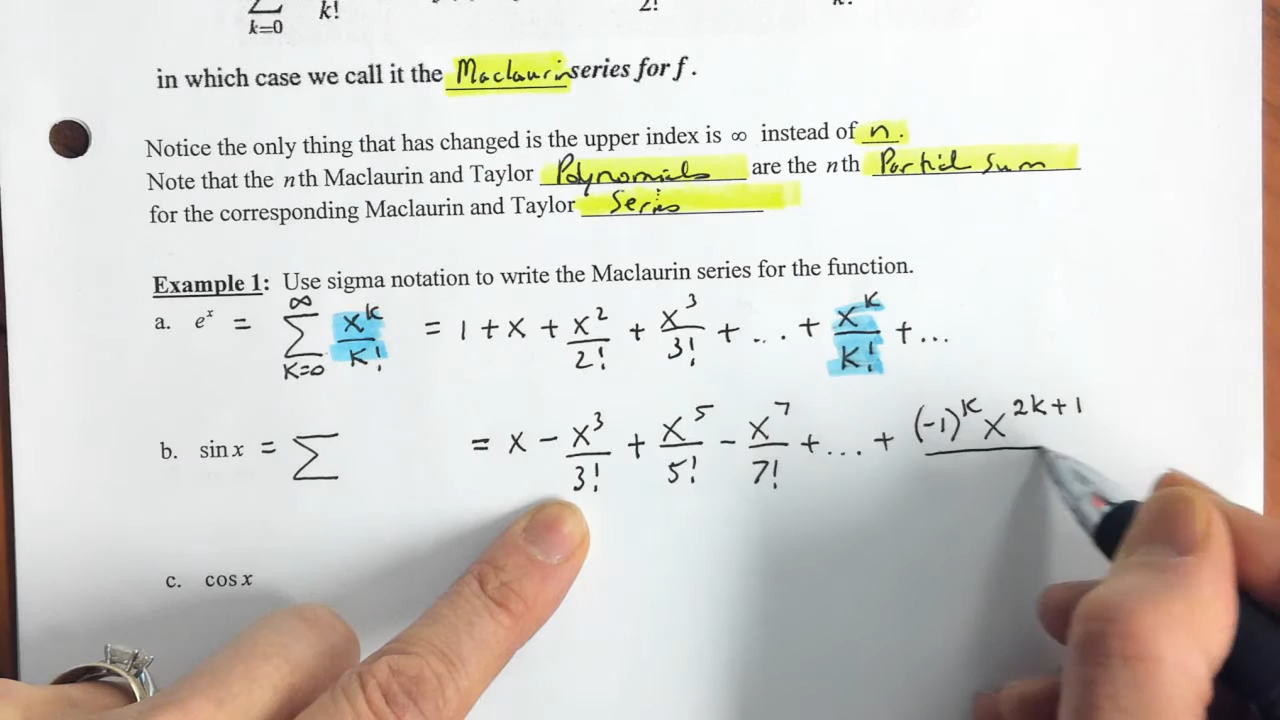 k=0 k! 2! k!
in which case we call it the Maclaurin series for f.
Notice the only thing that has changed is the upper index is ∞ instead of n.
Note that the nth Maclaurin and Taylor Polynomials are the nth Partial Sum
for the corresponding Maclaurin and Taylor Series
Example 1: Use sigma notation to write the Maclaurin series for the function.
a. e^x = ∑_{K=0}^{∞} x^k/k! = 1 + x + x^2/2! + x^3/3! + ... + x^k/k! + ...
b. sin x = ∑ = x - x^3/3! + x^5/5! - x^7/7! + ... + (-1)^k x^{2k+1}
c. cos x